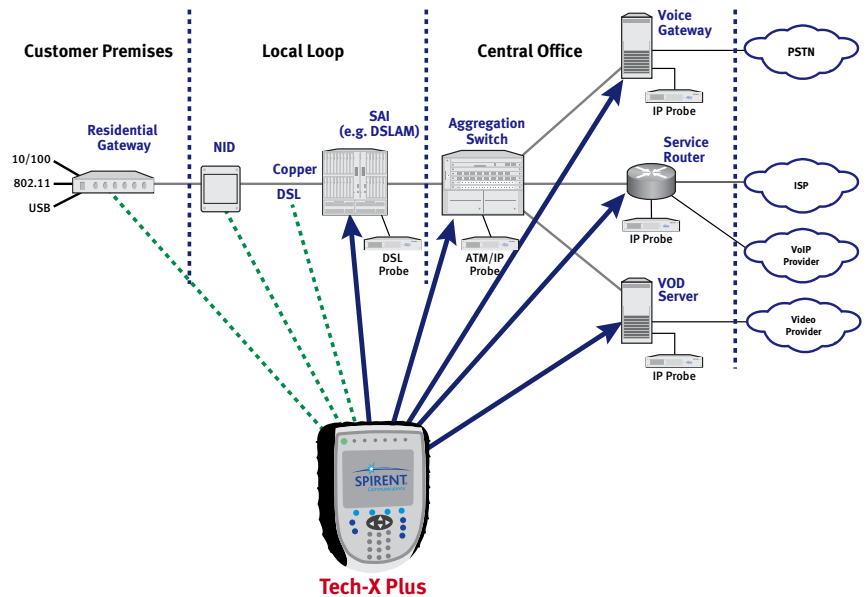 Customer Premises
Local Loop
Central Office
Voice
Gateway
PSTN
IP Probe
Residential
Gateway
NID
SAI
(e.g. DSLAM)
Aggregation
Switch
Service
Router
10/100
802.11
USB
Copper
DSL
ISP
IP Probe
DSL
Probe
ATM/IP
Probe
VoIP
Provider
VOD
Server
Video
Provider
IP Probe
SPIRENT
Communications
Tech-X Plus